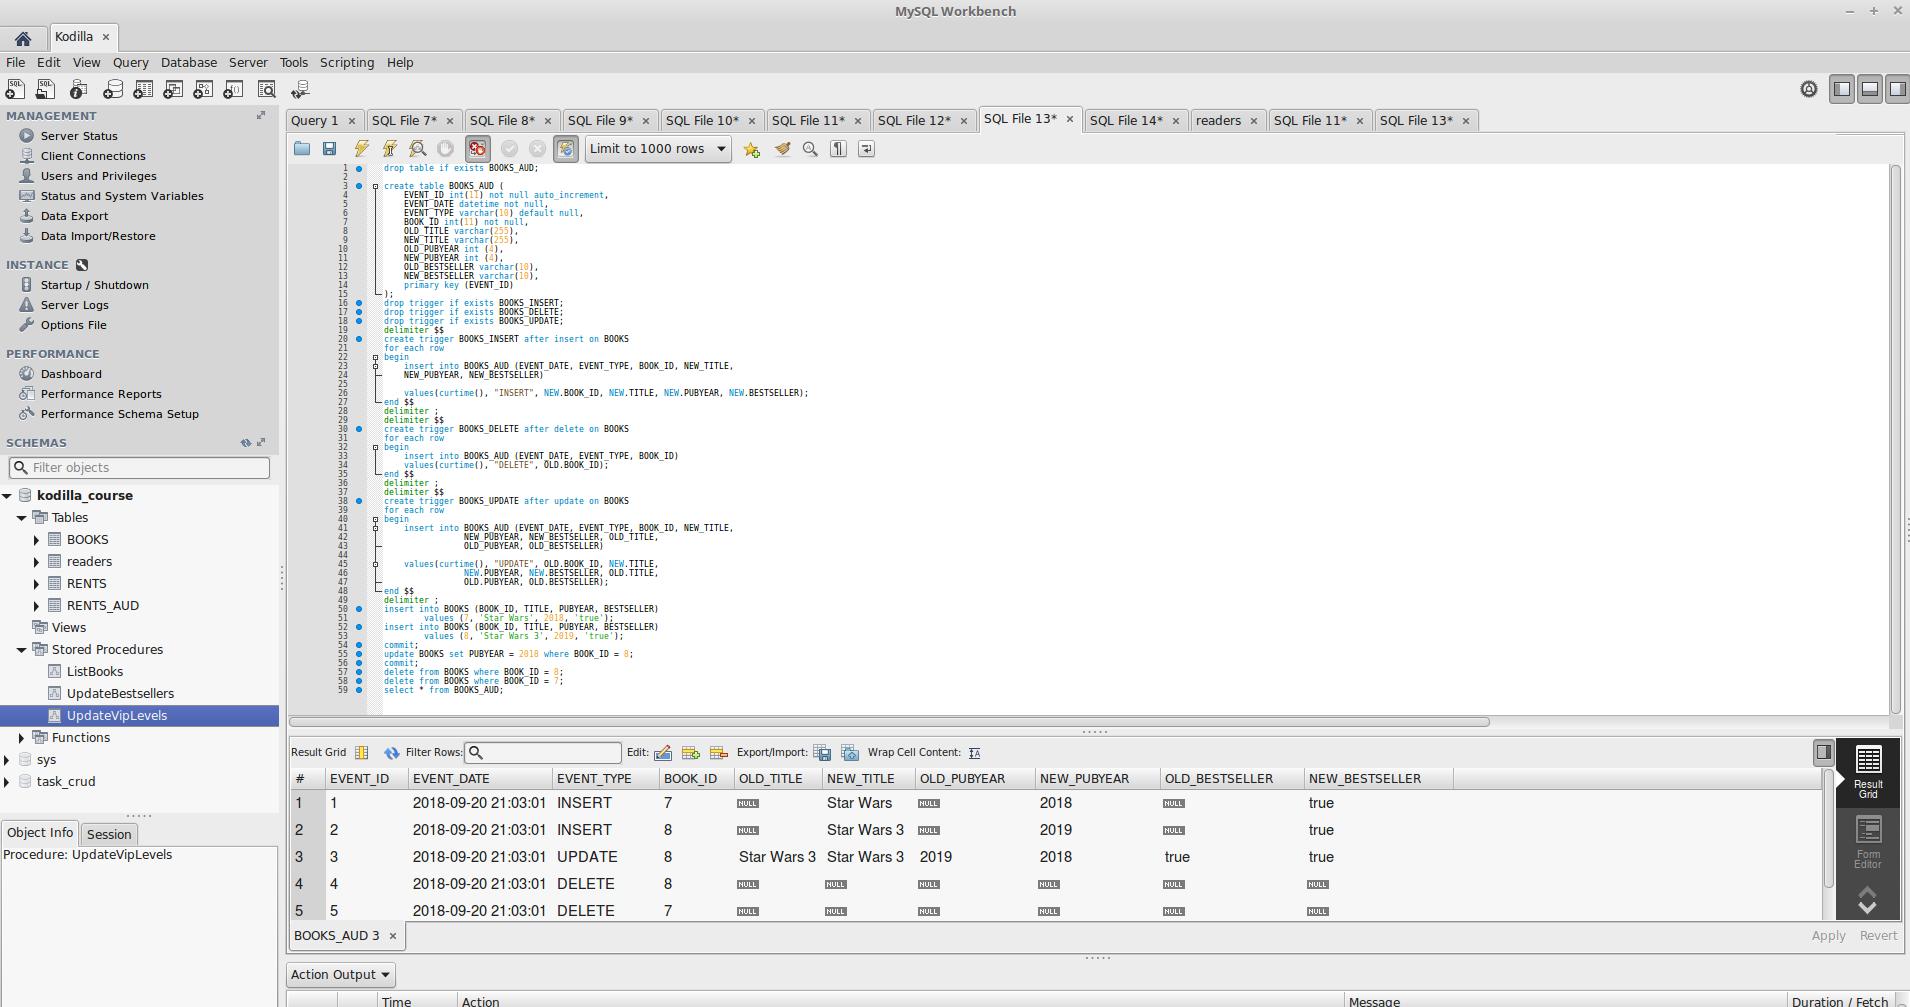 MySQL Workbench
Kodilla
File Edit View Query Database Server Tools Scripting Help
MANAGEMENT
Server Status
Client Connections
Users and Privileges
Status and System Variables
Data Export
Data Import/Restore
INSTANCE
Startup / Shutdown
Server Logs
Options File
PERFORMANCE
Dashboard
Performance Reports
Performance Schema Setup
SCHEMAS
Filter objects
kodilla_course
Tables
BOOKS
readers
RENTS
RENTS_AUD
Views
Stored Procedures
ListBooks
UpdateBestsellers
UpdateVipLevels
Functions
sys
task_crud
Object Info Session
Procedure: UpdateVipLevels
Query 1 SQL File 7* SQL File 8* SQL File 9* SQL File 10* SQL File 11* SQL File 12* SQL File 13* SQL File 14* readers SQL File 11* SQL File 13*
Limit to 1000 rows
1 drop table if exists BOOKS_AUD;
2
3 create table BOOKS_AUD (
4 EVENT_ID int(11) not null auto_increment,
5 EVENT_DATE datetime not null,
6 EVENT_TYPE varchar(10) default null,
7 BOOK_ID int(11) not null,
8 OLD_TITLE varchar(255),
9 NEW_TITLE varchar(255),
10 OLD_PUBYEAR int (4),
11 NEW_PUBYEAR int (4),
12 OLD_BESTSELLER varchar(10),
13 NEW_BESTSELLER varchar(10),
14 primary key (EVENT_ID)
15 );
16 drop trigger if exists BOOKS_INSERT;
17 drop trigger if exists BOOKS_DELETE;
18 drop trigger if exists BOOKS_UPDATE;
19 delimiter $$
20 create trigger BOOKS_INSERT after insert on BOOKS
21 for each row
22 begin
23 insert into BOOKS_AUD (EVENT_DATE, EVENT_TYPE, BOOK_ID, NEW_TITLE,
24 NEW_PUBYEAR, NEW_BESTSELLER)
25
26 values(curtime(), "INSERT", NEW.BOOK_ID, NEW.TITLE, NEW.PUBYEAR, NEW.BESTSELLER);
27 end $$
28 delimiter ;
29 delimiter $$
30 create trigger BOOKS_DELETE after delete on BOOKS
31 for each row
32 begin
33 insert into BOOKS_AUD (EVENT_DATE, EVENT_TYPE, BOOK_ID)
34 values(curtime(), "DELETE", OLD.BOOK_ID);
35 end $$
36 delimiter ;
37 delimiter $$
38 create trigger BOOKS_UPDATE after update on BOOKS
39 for each row
40 begin
41 insert into BOOKS_AUD (EVENT_DATE, EVENT_TYPE, BOOK_ID, NEW_TITLE,
42 NEW_PUBYEAR, NEW_BESTSELLER, OLD_TITLE,
43 OLD_PUBYEAR, OLD_BESTSELLER)
44
45 values(curtime(), "UPDATE", OLD.BOOK_ID, NEW.TITLE,
46 NEW.PUBYEAR, NEW.BESTSELLER, OLD.TITLE,
47 OLD.PUBYEAR, OLD.BESTSELLER);
48 end $$
49 delimiter ;
50 insert into BOOKS (BOOK_ID, TITLE, PUBYEAR, BESTSELLER)
51 values (7, 'Star Wars', 2018, 'true');
52 insert into BOOKS (BOOK_ID, TITLE, PUBYEAR, BESTSELLER)
53 values (8, 'Star Wars 3', 2019, 'true');
54 commit;
55 update BOOKS set PUBYEAR = 2018 where BOOK_ID = 8;
56 commit;
57 delete from BOOKS where BOOK_ID = 8;
58 delete from BOOKS where BOOK_ID = 7;
59 select * from BOOKS_AUD;
Result Grid Filter Rows: Edit: Export/Import: Wrap Cell Content:
# EVENT_ID EVENT_DATE EVENT_TYPE BOOK_ID OLD_TITLE NEW_TITLE OLD_PUBYEAR NEW_PUBYEAR OLD_BESTSELLER NEW_BESTSELLER
1 1 2018-09-20 21:03:01 INSERT 7 NULL Star Wars NULL 2018 NULL true
2 2 2018-09-20 21:03:01 INSERT 8 NULL Star Wars 3 NULL 2019 NULL true
3 3 2018-09-20 21:03:01 UPDATE 8 Star Wars 3 Star Wars 3 2019 2018 true true
4 4 2018-09-20 21:03:01 DELETE 8 NULL NULL NULL NULL NULL NULL
5 5 2018-09-20 21:03:01 DELETE 7 NULL NULL NULL NULL NULL NULL
Result Grid
Form Editor
BOOKS_AUD 3
Apply Revert
Action Output
Time Action Message Duration / Fetch